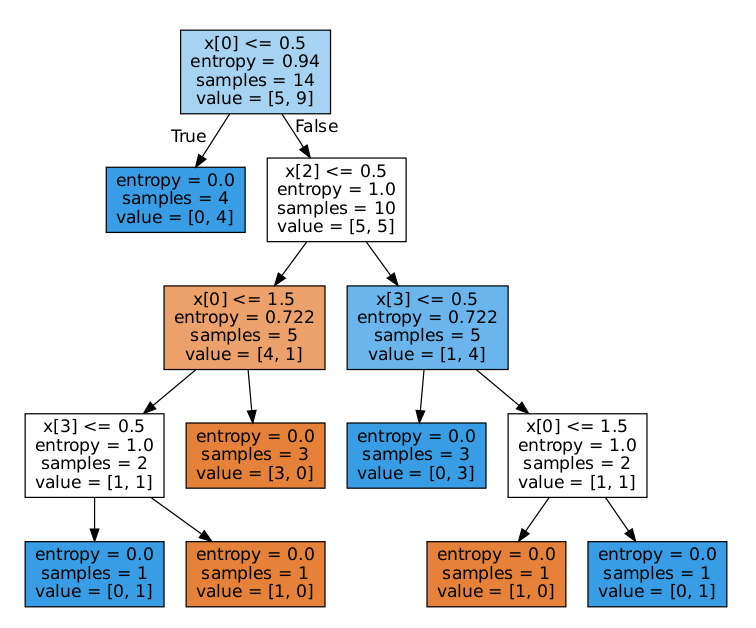 x[0] <= 0.5
entropy = 0.94
samples = 14
value = [5, 9]
True
False
entropy = 0.0
samples = 4
value = [0, 4]
x[2] <= 0.5
entropy = 1.0
samples = 10
value = [5, 5]
x[0] <= 1.5
entropy = 0.722
samples = 5
value = [4, 1]
x[3] <= 0.5
entropy = 0.722
samples = 5
value = [1, 4]
x[3] <= 0.5
entropy = 1.0
samples = 2
value = [1, 1]
entropy = 0.0
samples = 3
value = [3, 0]
entropy = 0.0
samples = 3
value = [0, 3]
x[0] <= 1.5
entropy = 1.0
samples = 2
value = [1, 1]
entropy = 0.0
samples = 1
value = [0, 1]
entropy = 0.0
samples = 1
value = [1, 0]
entropy = 0.0
samples = 1
value = [1, 0]
entropy = 0.0
samples = 1
value = [0, 1]